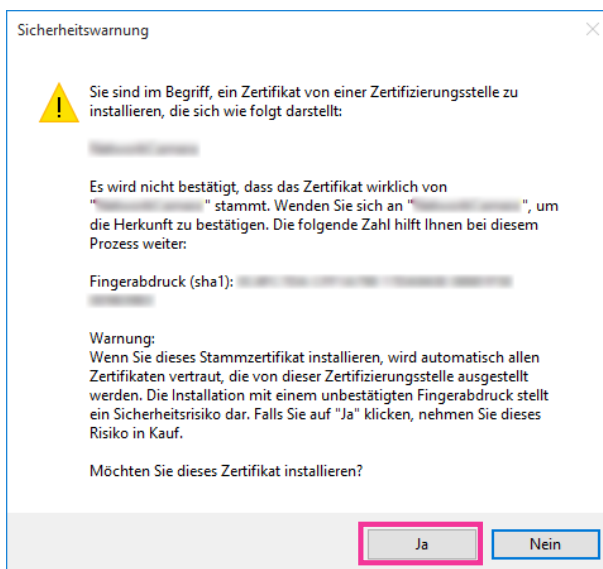 Sicherheitswarnung
Sie sind im Begriff, ein Zertifikat von einer Zertifizierungsstelle zu
installieren, die sich wie folgt darstellt:
Es wird nicht bestätigt, dass das Zertifikat wirklich von
" " stammt. Wenden Sie sich an " ", um
die Herkunft zu bestätigen. Die folgende Zahl hilft Ihnen bei diesem
Prozess weiter:
Fingerabdruck (sha1):
Warnung:
Wenn Sie dieses Stammzertifikat installieren, wird automatisch allen
Zertifikaten vertraut, die von dieser Zertifizierungsstelle ausgestellt
werden. Die Installation mit einem unbestätigten Fingerabdruck stellt
ein Sicherheitsrisiko dar. Falls Sie auf "Ja" klicken, nehmen Sie dieses
Risiko in Kauf.
Möchten Sie dieses Zertifikat installieren?
Ja
Nein